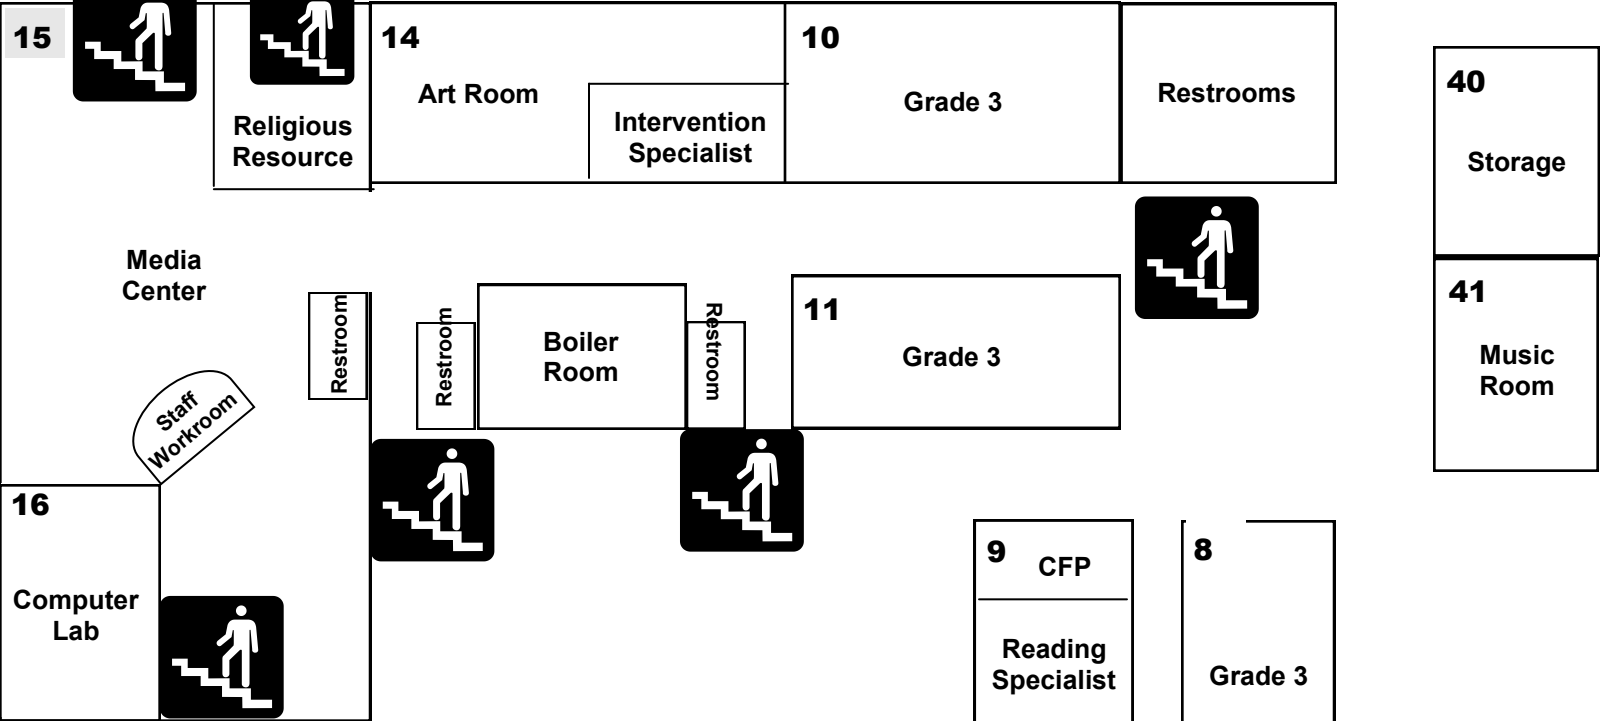 15
14
Art Room
Intervention
Specialist
10
Grade 3
Restrooms
40
Storage
Religious
Resource
Media
Center
Restroom
Restroom
Boiler
Room
Restroom
11
Grade 3
41
Music
Room
Staff
Workroom
16
Computer
Lab
9
CFP
Reading
Specialist
8
Grade 3